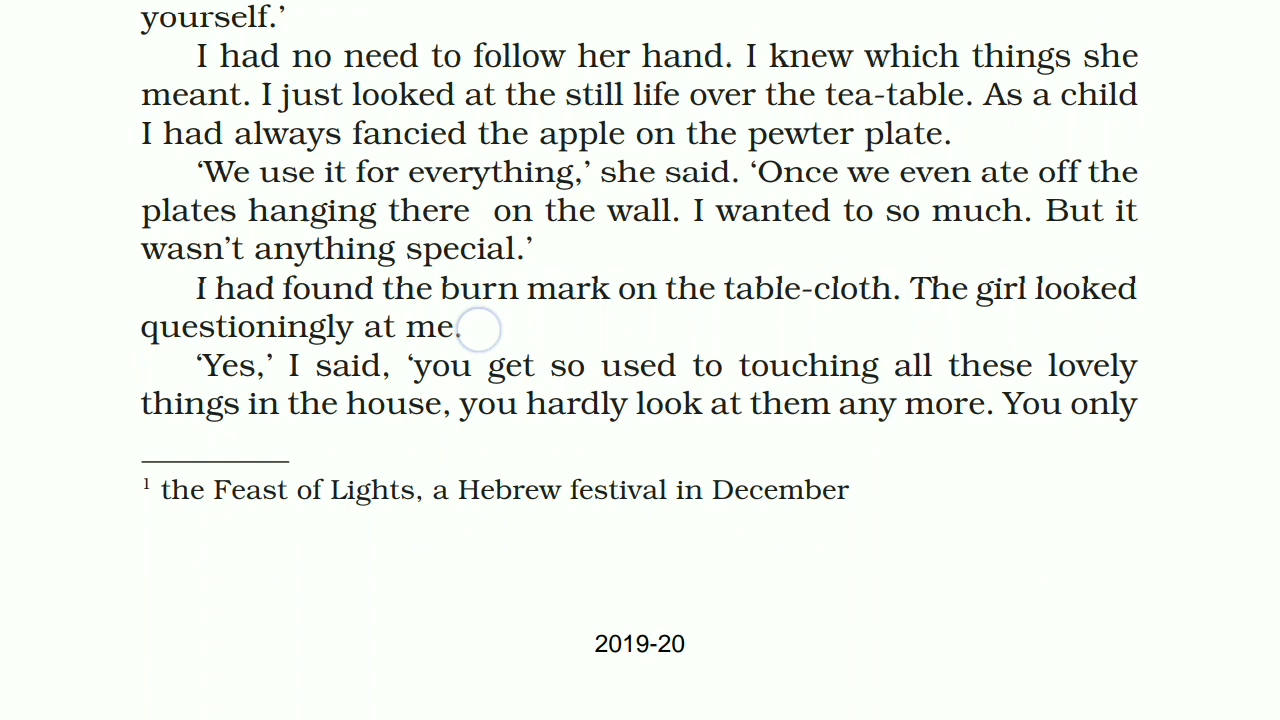 yourself.’
I had no need to follow her hand. I knew which things she
meant. I just looked at the still life over the tea-table. As a child
I had always fancied the apple on the pewter plate.
‘We use it for everything,’ she said. ‘Once we even ate off the
plates hanging there on the wall. I wanted to so much. But it
wasn’t anything special.’
I had found the burn mark on the table-cloth. The girl looked
questioningly at me.
‘Yes,’ I said, ‘you get so used to touching all these lovely
things in the house, you hardly look at them any more. You only
1 the Feast of Lights, a Hebrew festival in December
2019-20